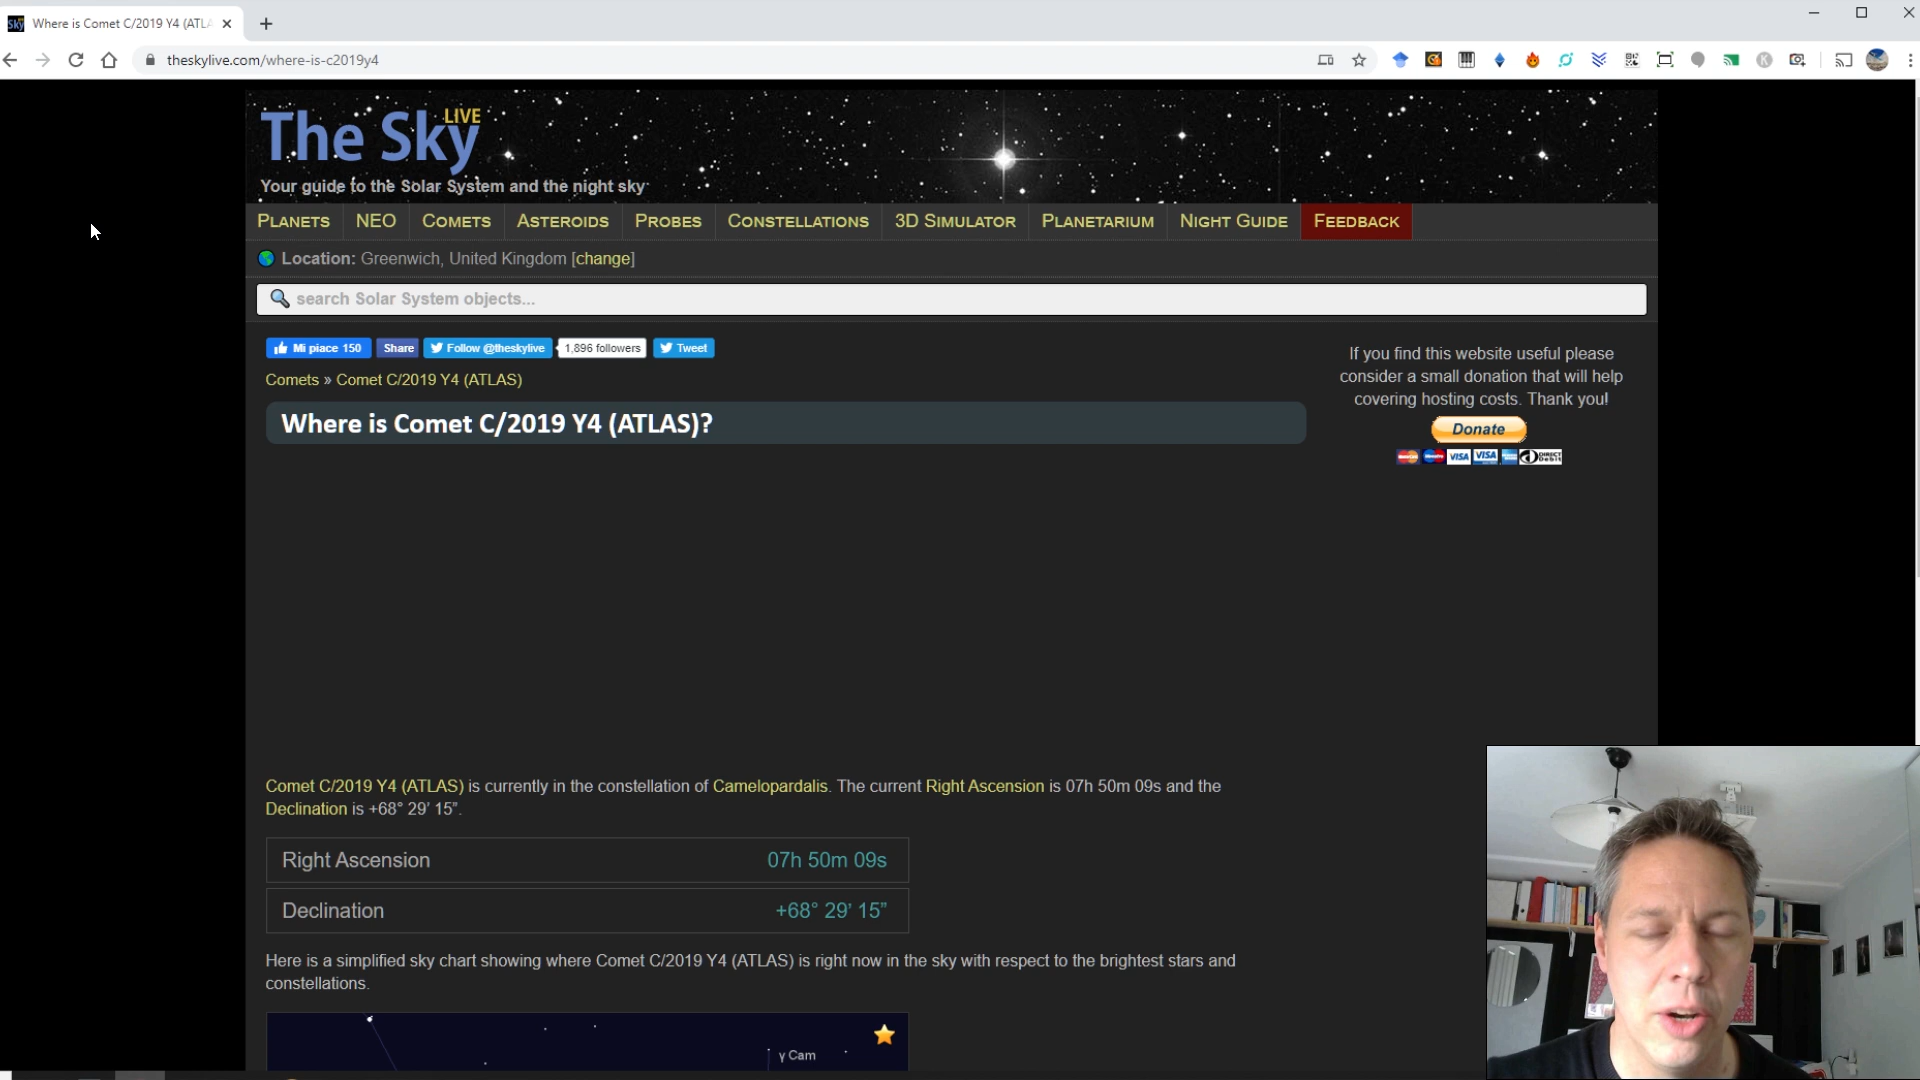 Where is Comet C/2019 Y4 (ATLA
theskylive.com/where-is-c2019y4
The Sky LIVE
Your guide to the Solar System and the night sky
PLANETS NEO COMETS ASTEROIDS PROBES CONSTELLATIONS 3D SIMULATOR PLANETARIUM NIGHT GUIDE FEEDBACK
Location: Greenwich, United Kingdom [change]
search Solar System objects...
Mi piace 150 Share Follow @theskylive 1,896 followers Tweet
Comets » Comet C/2019 Y4 (ATLAS)
Where is Comet C/2019 Y4 (ATLAS)?
If you find this website useful please
consider a small donation that will help
covering hosting costs. Thank you!
Donate
VISA VISA DIRECT Debit
Comet C/2019 Y4 (ATLAS) is currently in the constellation of Camelopardalis. The current Right Ascension is 07h 50m 09s and the
Declination is +68° 29’ 15”.
Right Ascension 07h 50m 09s
Declination +68° 29’ 15”
Here is a simplified sky chart showing where Comet C/2019 Y4 (ATLAS) is right now in the sky with respect to the brightest stars and
constellations.
γ Cam